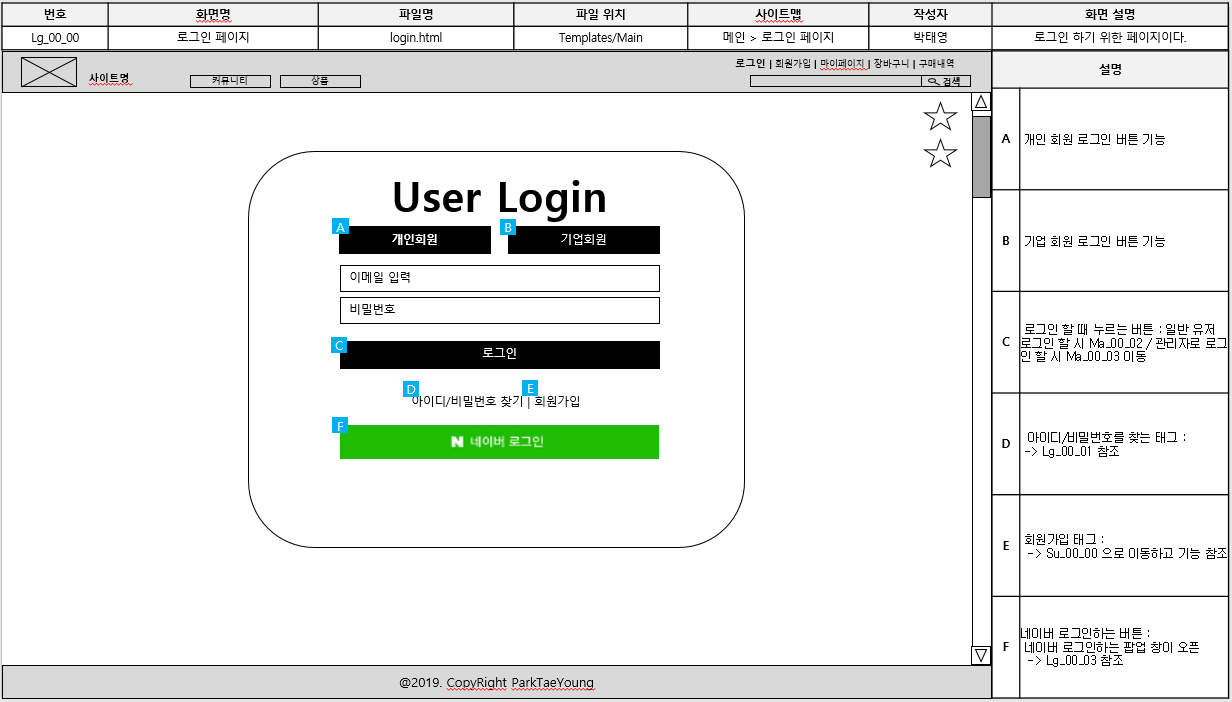 번호 화면명 파일명 파일 위치 사이트맵 작성자 화면 설명
Lg_00_00 로그인 페이지 login.html Templates/Main 메인 > 로그인 페이지 박태영 로그인 하기 위한 페이지이다.
로그인 | 회원가입 | 마이페이지 | 장바구니 | 구매내역
사이트명 커뮤니티 상품 검색
User Login
A 개인회원 B 기업회원
이메일 입력
비밀번호
C 로그인
D E
아이디/비밀번호 찾기 | 회원가입
F N 네이버 로그인
@2019. CopyRight ParkTaeYoung
설명
A 개인 회원 로그인 버튼 기능
B 기업 회원 로그인 버튼 기능
로그인 할 때 누르는 버튼 : 일반 유저
C 로그인 할 시 Ma_00_02 / 관리자로 로그
인 할 시 Ma_00_03 이동
아이디/비밀번호를 찾는 태그 :
D -> Lg_00_01 참조
회원가입 태그 :
E -> Su_00_00 으로 이동하고 기능 참조
네이버 로그인하는 버튼 :
F 네이버 로그인하는 팝업 창이 오픈
-> Lg_00_03 참조